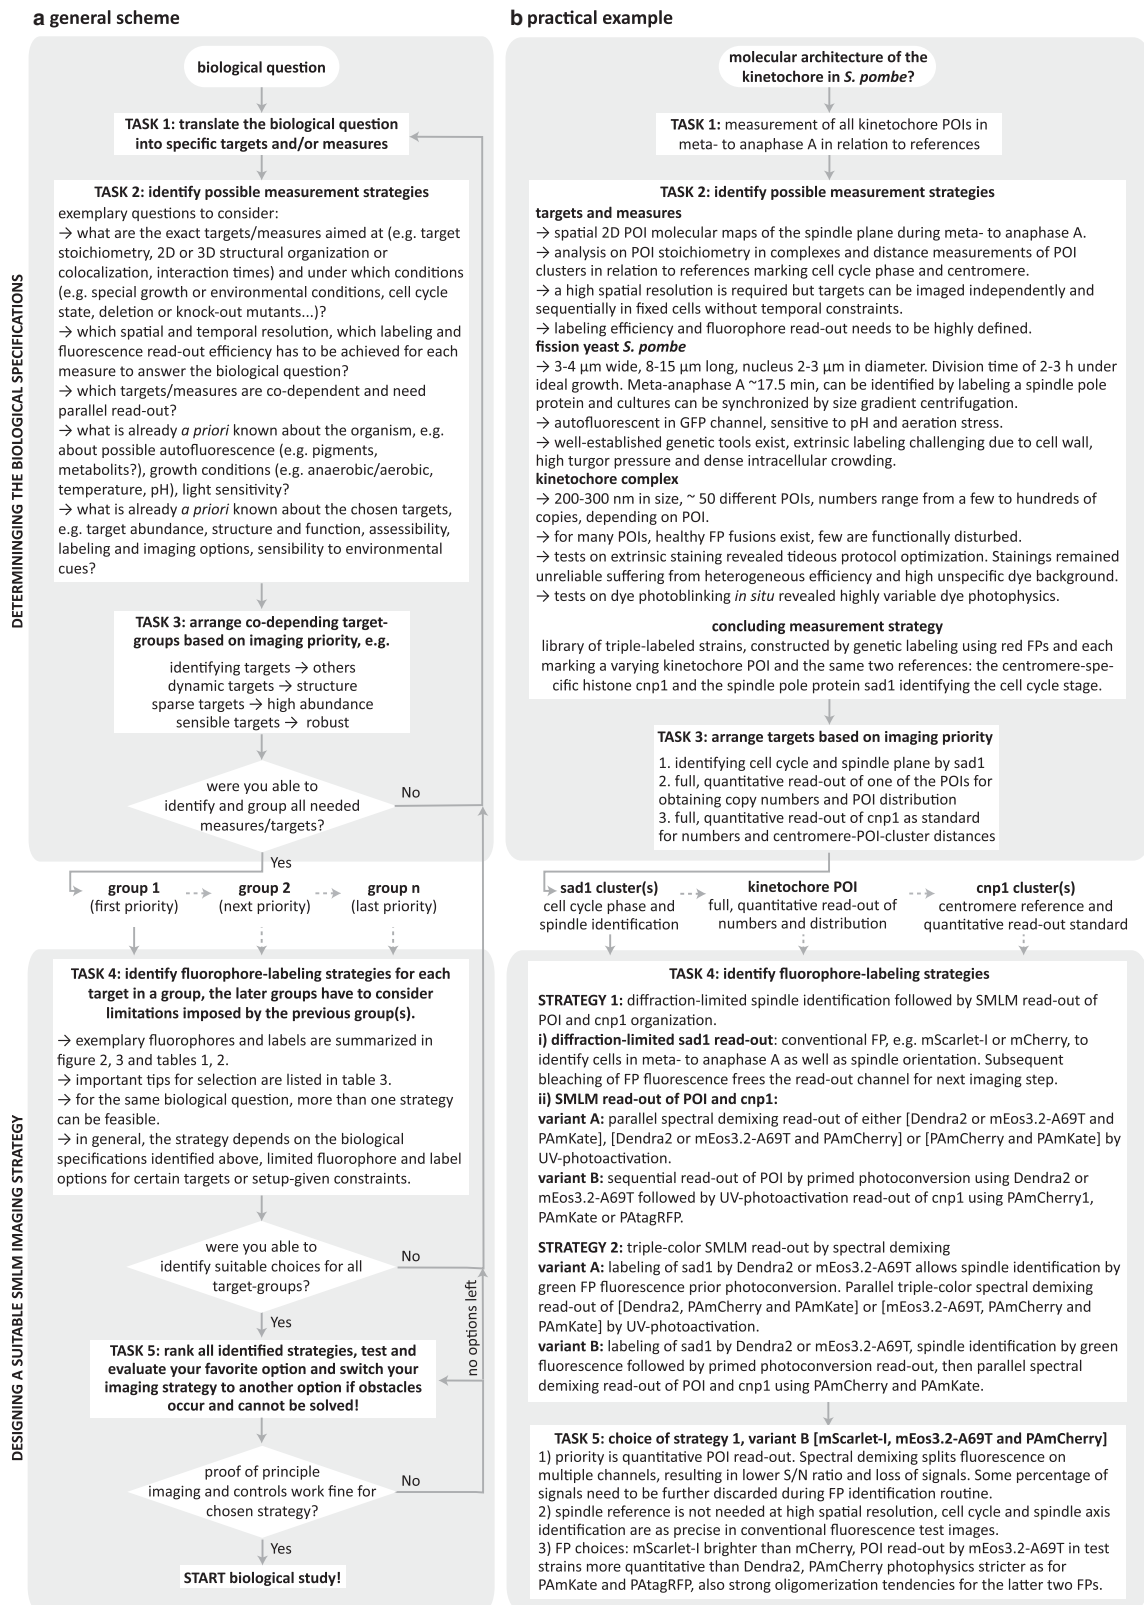 a general scheme
biological question
TASK 1: translate the biological question
into specific targets and/or measures
TASK 2: identify possible measurement strategies
exemplary questions to consider:
→ what are the exact targets/measures aimed at (e.g. target
stoichiometry, 2D or 3D structural organization or
colocalization, interaction times) and under which conditions
(e.g. special growth or environmental conditions, cell cycle
state, deletion or knock-out mutants...)?
→ which spatial and temporal resolution, which labeling and
fluorescence read-out efficiency has to be achieved for each
measure to answer the biological question?
→ which targets/measures are co-dependent and need
parallel read-out?
→ what is already a priori known about the organism, e.g.
about possible autofluorescence (e.g. pigments,
metabolits?), growth conditions (e.g. anaerobic/aerobic,
temperature, pH), light sensitivity?
→ what is already a priori known about the chosen targets,
e.g. target abundance, structure and function, assessibility,
labeling and imaging options, sensibility to environmental
cues?
TASK 3: arrange co-depending target-
groups based on imaging priority, e.g.
identifying targets → others
dynamic targets → structure
sparse targets → high abundance
sensible targets → robust
were you able to
identify and group all needed
measures/targets?
No
Yes
DETERMININGING THE BIOLOGICAL SPECIFICATIONS
group 1
(first priority)
group 2
(next priority)
group n
(last priority)
TASK 4: identify fluorophore-labeling strategies for each
target in a group, the later groups have to consider
limitations imposed by the previous group(s).
→ exemplary fluorophores and labels are summarized in
figure 2, 3 and tables 1, 2.
→ important tips for selection are listed in table 3.
→ for the same biological question, more than one strategy
can be feasible.
→ in general, the strategy depends on the biological
specifications identified above, limited fluorophore and label
options for certain targets or setup-given constraints.
were you able to
identify suitable choices for all
target-groups?
No
Yes
no options left
TASK 5: rank all identified strategies, test and
evaluate your favorite option and switch your
imaging strategy to another option if obstacles
occur and cannot be solved!
proof of principle
imaging and controls work fine for
chosen strategy?
No
Yes
START biological study!
DESIGNING A SUITABLE SMLM IMAGING STRATEGY
b practical example
molecular architecture of the
kinetochore in S. pombe?
TASK 1: measurement of all kinetochore POIs in
meta- to anaphase A in relation to references
TASK 2: identify possible measurement strategies
targets and measures
→ spatial 2D POI molecular maps of the spindle plane during meta- to anaphase A.
→ analysis on POI stoichiometry in complexes and distance measurements of POI
clusters in relation to references marking cell cycle phase and centromere.
→ a high spatial resolution is required but targets can be imaged independently and
sequentially in fixed cells without temporal constraints.
→ labeling efficiency and fluorophore read-out needs to be highly defined.
fission yeast S. pombe
→ 3-4 μm wide, 8-15 μm long, nucleus 2-3 μm in diameter. Division time of 2-3 h under
ideal growth. Meta-anaphase A ~17.5 min, can be identified by labeling a spindle pole
protein and cultures can be synchronized by size gradient centrifugation.
→ autofluorescent in GFP channel, sensitive to pH and aeration stress.
→ well-established genetic tools exist, extrinsic labeling challenging due to cell wall,
high turgor pressure and dense intracellular crowding.
kinetochore complex
→ 200-300 nm in size, ~ 50 different POIs, numbers range from a few to hundreds of
copies, depending on POI.
→ for many POIs, healthy FP fusions exist, few are functionally disturbed.
→ tests on extrinsic staining revealed tideous protocol optimization. Stainings remained
unreliable suffering from heterogeneous efficiency and high unspecific dye background.
→ tests on dye photoblinking in situ revealed highly variable dye photophysics.
concluding measurement strategy
library of triple-labeled strains, constructed by genetic labeling using red FPs and each
marking a varying kinetochore POI and the same two references: the centromere-spe-
cific histone cnp1 and the spindle pole protein sad1 identifying the cell cycle stage.
TASK 3: arrange targets based on imaging priority
1. identifying cell cycle and spindle plane by sad1
2. full, quantitative read-out of one of the POIs for
obtaining copy numbers and POI distribution
3. full, quantitative read-out of cnp1 as standard
for numbers and centromere-POI-cluster distances
sad1 cluster(s)
cell cycle phase and
spindle identification
kinetochore POI
full, quantitative read-out of
numbers and distribution
cnp1 cluster(s)
centromere reference and
quantitative read-out standard
TASK 4: identify fluorophore-labeling strategies
STRATEGY 1: diffraction-limited spindle identification followed by SMLM read-out of
POI and cnp1 organization.
i) diffraction-limited sad1 read-out: conventional FP, e.g. mScarlet-I or mCherry, to
identify cells in meta- to anaphase A as well as spindle orientation. Subsequent
bleaching of FP fluorescence frees the read-out channel for next imaging step.
ii) SMLM read-out of POI and cnp1:
variant A: parallel spectral demixing read-out of either [Dendra2 or mEos3.2-A69T and
PAmKate], [Dendra2 or mEos3.2-A69T and PAmCherry] or [PAmCherry and PAmKate] by
UV-photoactivation.
variant B: sequential read-out of POI by primed photoconversion using Dendra2 or
mEos3.2-A69T followed by UV-photoactivation read-out of cnp1 using PAmCherry1,
PAmKate or PAtagRFP.
STRATEGY 2: triple-color SMLM read-out by spectral demixing
variant A: labeling of sad1 by Dendra2 or mEos3.2-A69T allows spindle identification by
green FP fluorescence prior photoconversion. Parallel triple-color spectral demixing
read-out of [Dendra2, PAmCherry and PAmKate] or [mEos3.2-A69T, PAmCherry and
PAmKate] by UV-photoactivation.
variant B: labeling of sad1 by Dendra2 or mEos3.2-A69T, spindle identification by green
fluorescence followed by primed photoconversion read-out, then parallel spectral
demixing read-out of POI and cnp1 using PAmCherry and PAmKate.
TASK 5: choice of strategy 1, variant B [mScarlet-I, mEos3.2-A69T and PAmCherry]
1) priority is quantitative POI read-out. Spectral demixing splits fluorescence on
multiple channels, resulting in lower S/N ratio and loss of signals. Some percentage of
signals need to be further discarded during FP identification routine.
2) spindle reference is not needed at high spatial resolution, cell cycle and spindle axis
identification are as precise in conventional fluorescence test images.
3) FP choices: mScarlet-I brighter than mCherry, POI read-out by mEos3.2-A69T in test
strains more quantitative than Dendra2, PAmCherry photophysics stricter as for
PAmKate and PAtagRFP, also strong oligomerization tendencies for the latter two FPs.